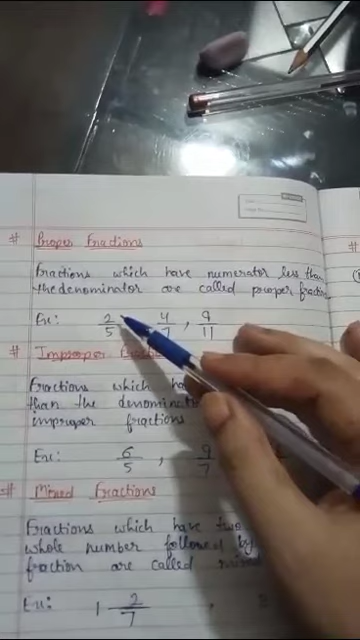 # Proper Fractions
Fractions which have numerator less than
the denominator are called proper
Ex: 2/5 4/7 , 9/11
# Improper
Fractions which
than the
improper fractions
Ex: 6/5 , 9/7
# Mixed Fractions
Fractions which have two
whole number followed by
fraction are called
Ex: 1 2/7 ,